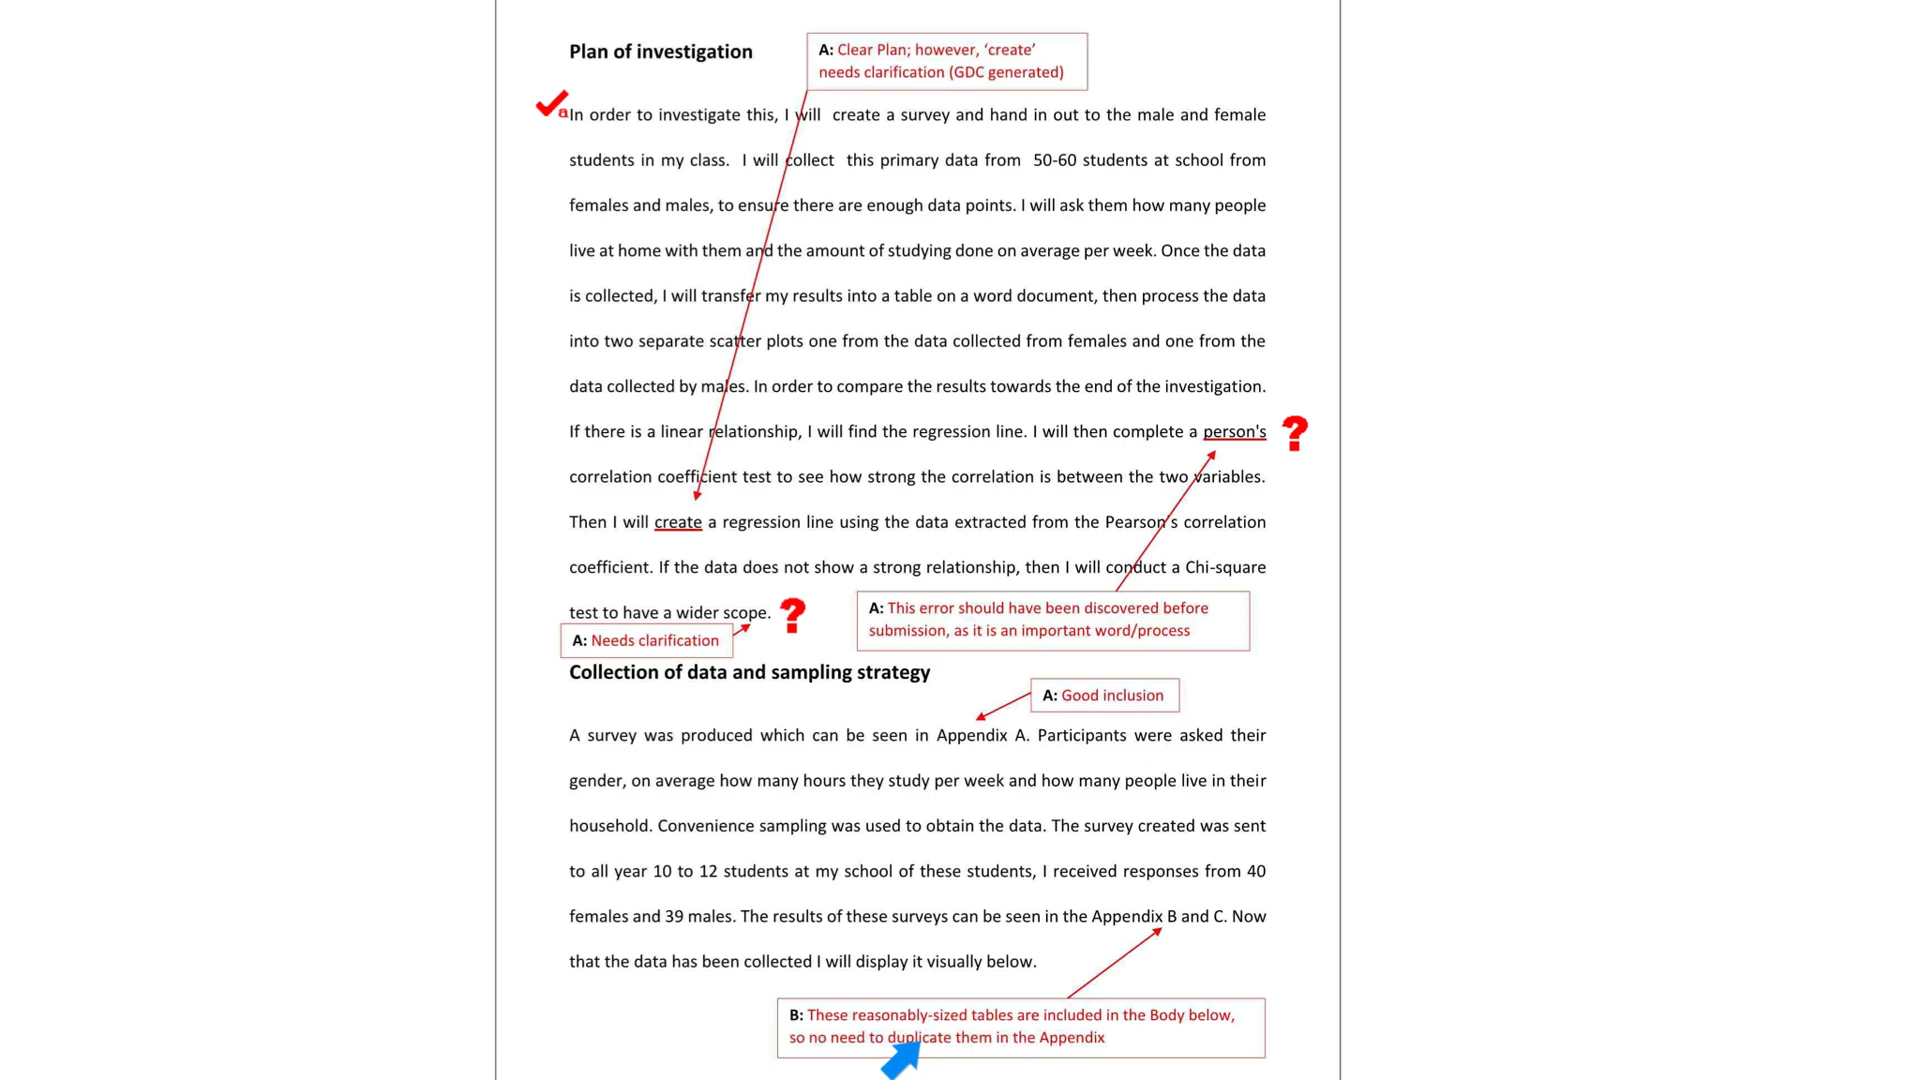 Plan of investigation
A: Clear Plan; however, ‘create’
needs clarification (GDC generated)
a
In order to investigate this, I will create a survey and hand in out to the male and female
students in my class. I will collect this primary data from 50-60 students at school from
females and males, to ensure there are enough data points. I will ask them how many people
live at home with them and the amount of studying done on average per week. Once the data
is collected, I will transfer my results into a table on a word document, then process the data
into two separate scatter plots one from the data collected from females and one from the
data collected by males. In order to compare the results towards the end of the investigation.
If there is a linear relationship, I will find the regression line. I will then complete a person's
?
correlation coefficient test to see how strong the correlation is between the two variables.
Then I will create a regression line using the data extracted from the Pearson's correlation
coefficient. If the data does not show a strong relationship, then I will conduct a Chi-square
test to have a wider scope.
?
A: This error should have been discovered before
submission, as it is an important word/process
A: Needs clarification
Collection of data and sampling strategy
A: Good inclusion
A survey was produced which can be seen in Appendix A. Participants were asked their
gender, on average how many hours they study per week and how many people live in their
household. Convenience sampling was used to obtain the data. The survey created was sent
to all year 10 to 12 students at my school of these students, I received responses from 40
females and 39 males. The results of these surveys can be seen in the Appendix B and C. Now
that the data has been collected I will display it visually below.
B: These reasonably-sized tables are included in the Body below,
so no need to duplicate them in the Appendix